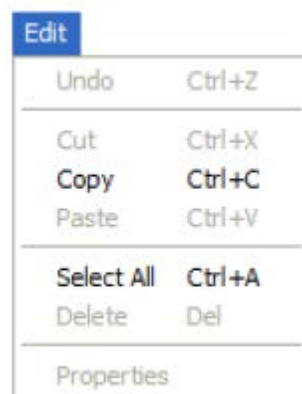 Edit
Undo Ctrl+Z
Cut Ctrl+X
Copy Ctrl+C
Paste Ctrl+V
Select All Ctrl+A
Delete Del
Properties